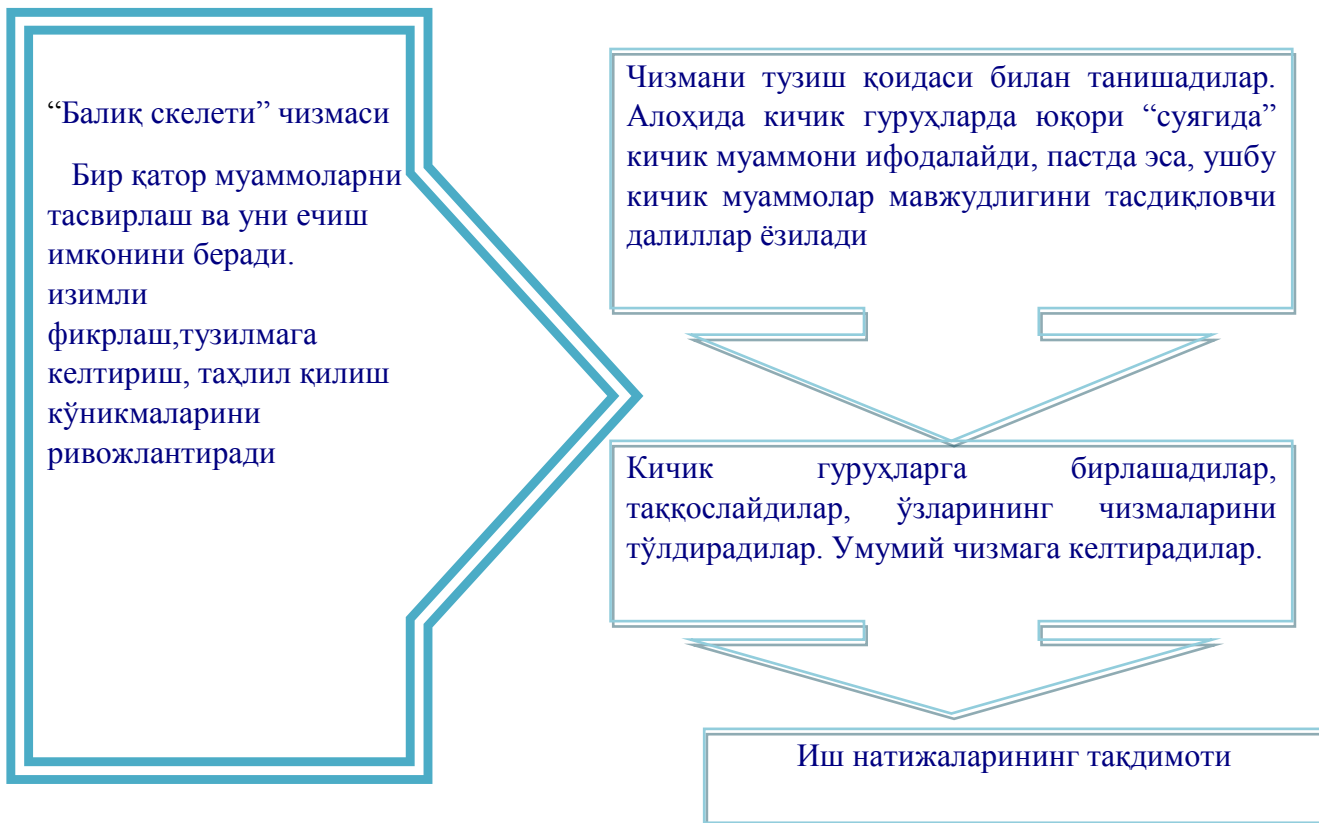 “Балиқ скелети” чизмаси
Бир қатор муаммоларни
тасвирлаш ва уни ечиш
имконини беради.
изимли
фикрлаш,тузилмага
келтириш, таҳлил қилиш
кўникмаларини
ривожлантиради
Чизмани тузиш қоидаси билан танишадилар.
Алоҳида кичик гуруҳларда юқори “суягида”
кичик муаммони ифодалайди, пастда эса, ушбу
кичик муаммолар мавжудлигини тасдиқловчи
далиллар ёзилади
Кичик гуруҳларга бирлашадилар,
таққослайдилар, ўзларининг чизмаларини
тўлдирадилар. Умумий чизмага келтирадилар.
Иш натижаларининг тақдимоти